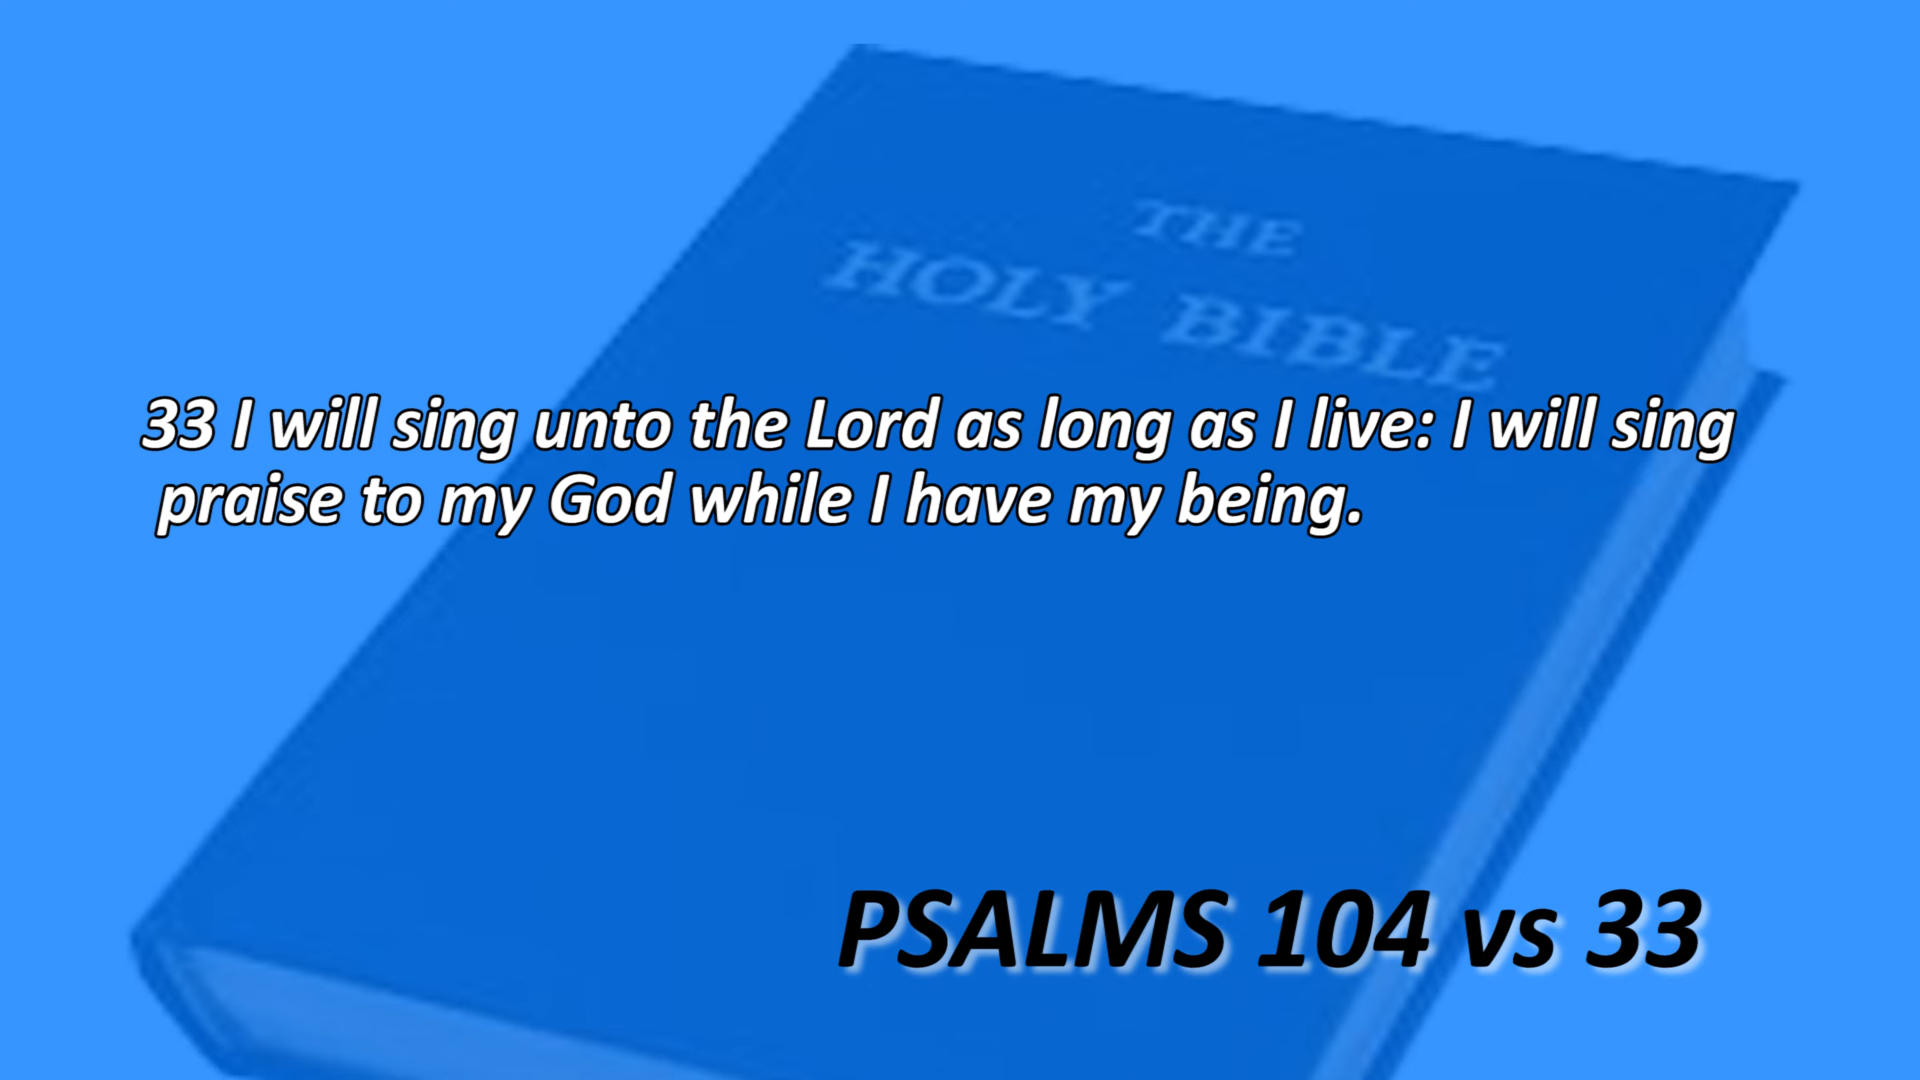 THE
HOLY BIBLE
33 I will sing unto the Lord as long as I live: I will sing
praise to my God while I have my being.
PSALMS 104 vs 33